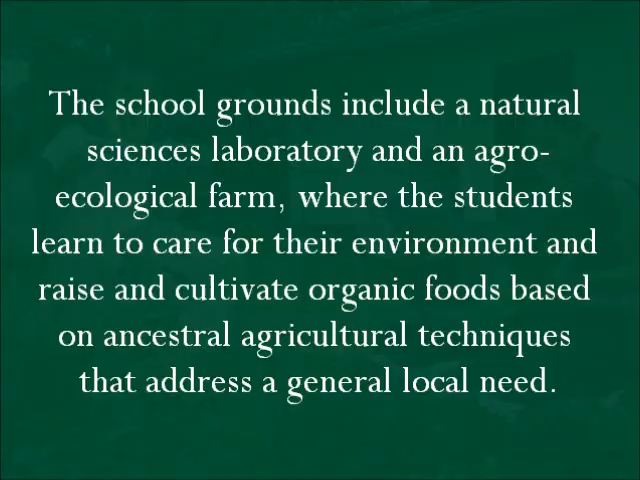 The school grounds include a natural
sciences laboratory and an agro-
ecological farm, where the students
learn to care for their environment and
raise and cultivate organic foods based
on ancestral agricultural techniques
that address a general local need.